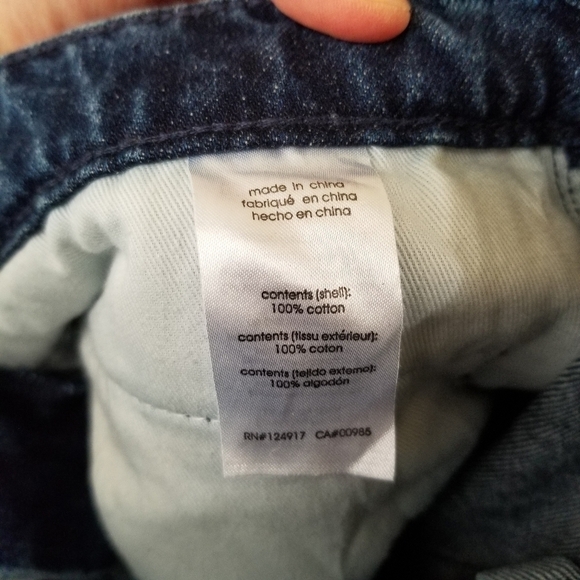 made in china
fabriqué en china
hecho en china
contents (shell):
100% cotton
contents (tissu extérieur):
100% coton
contents (tejido externo):
100% algodón
RN#124917 CA#00985